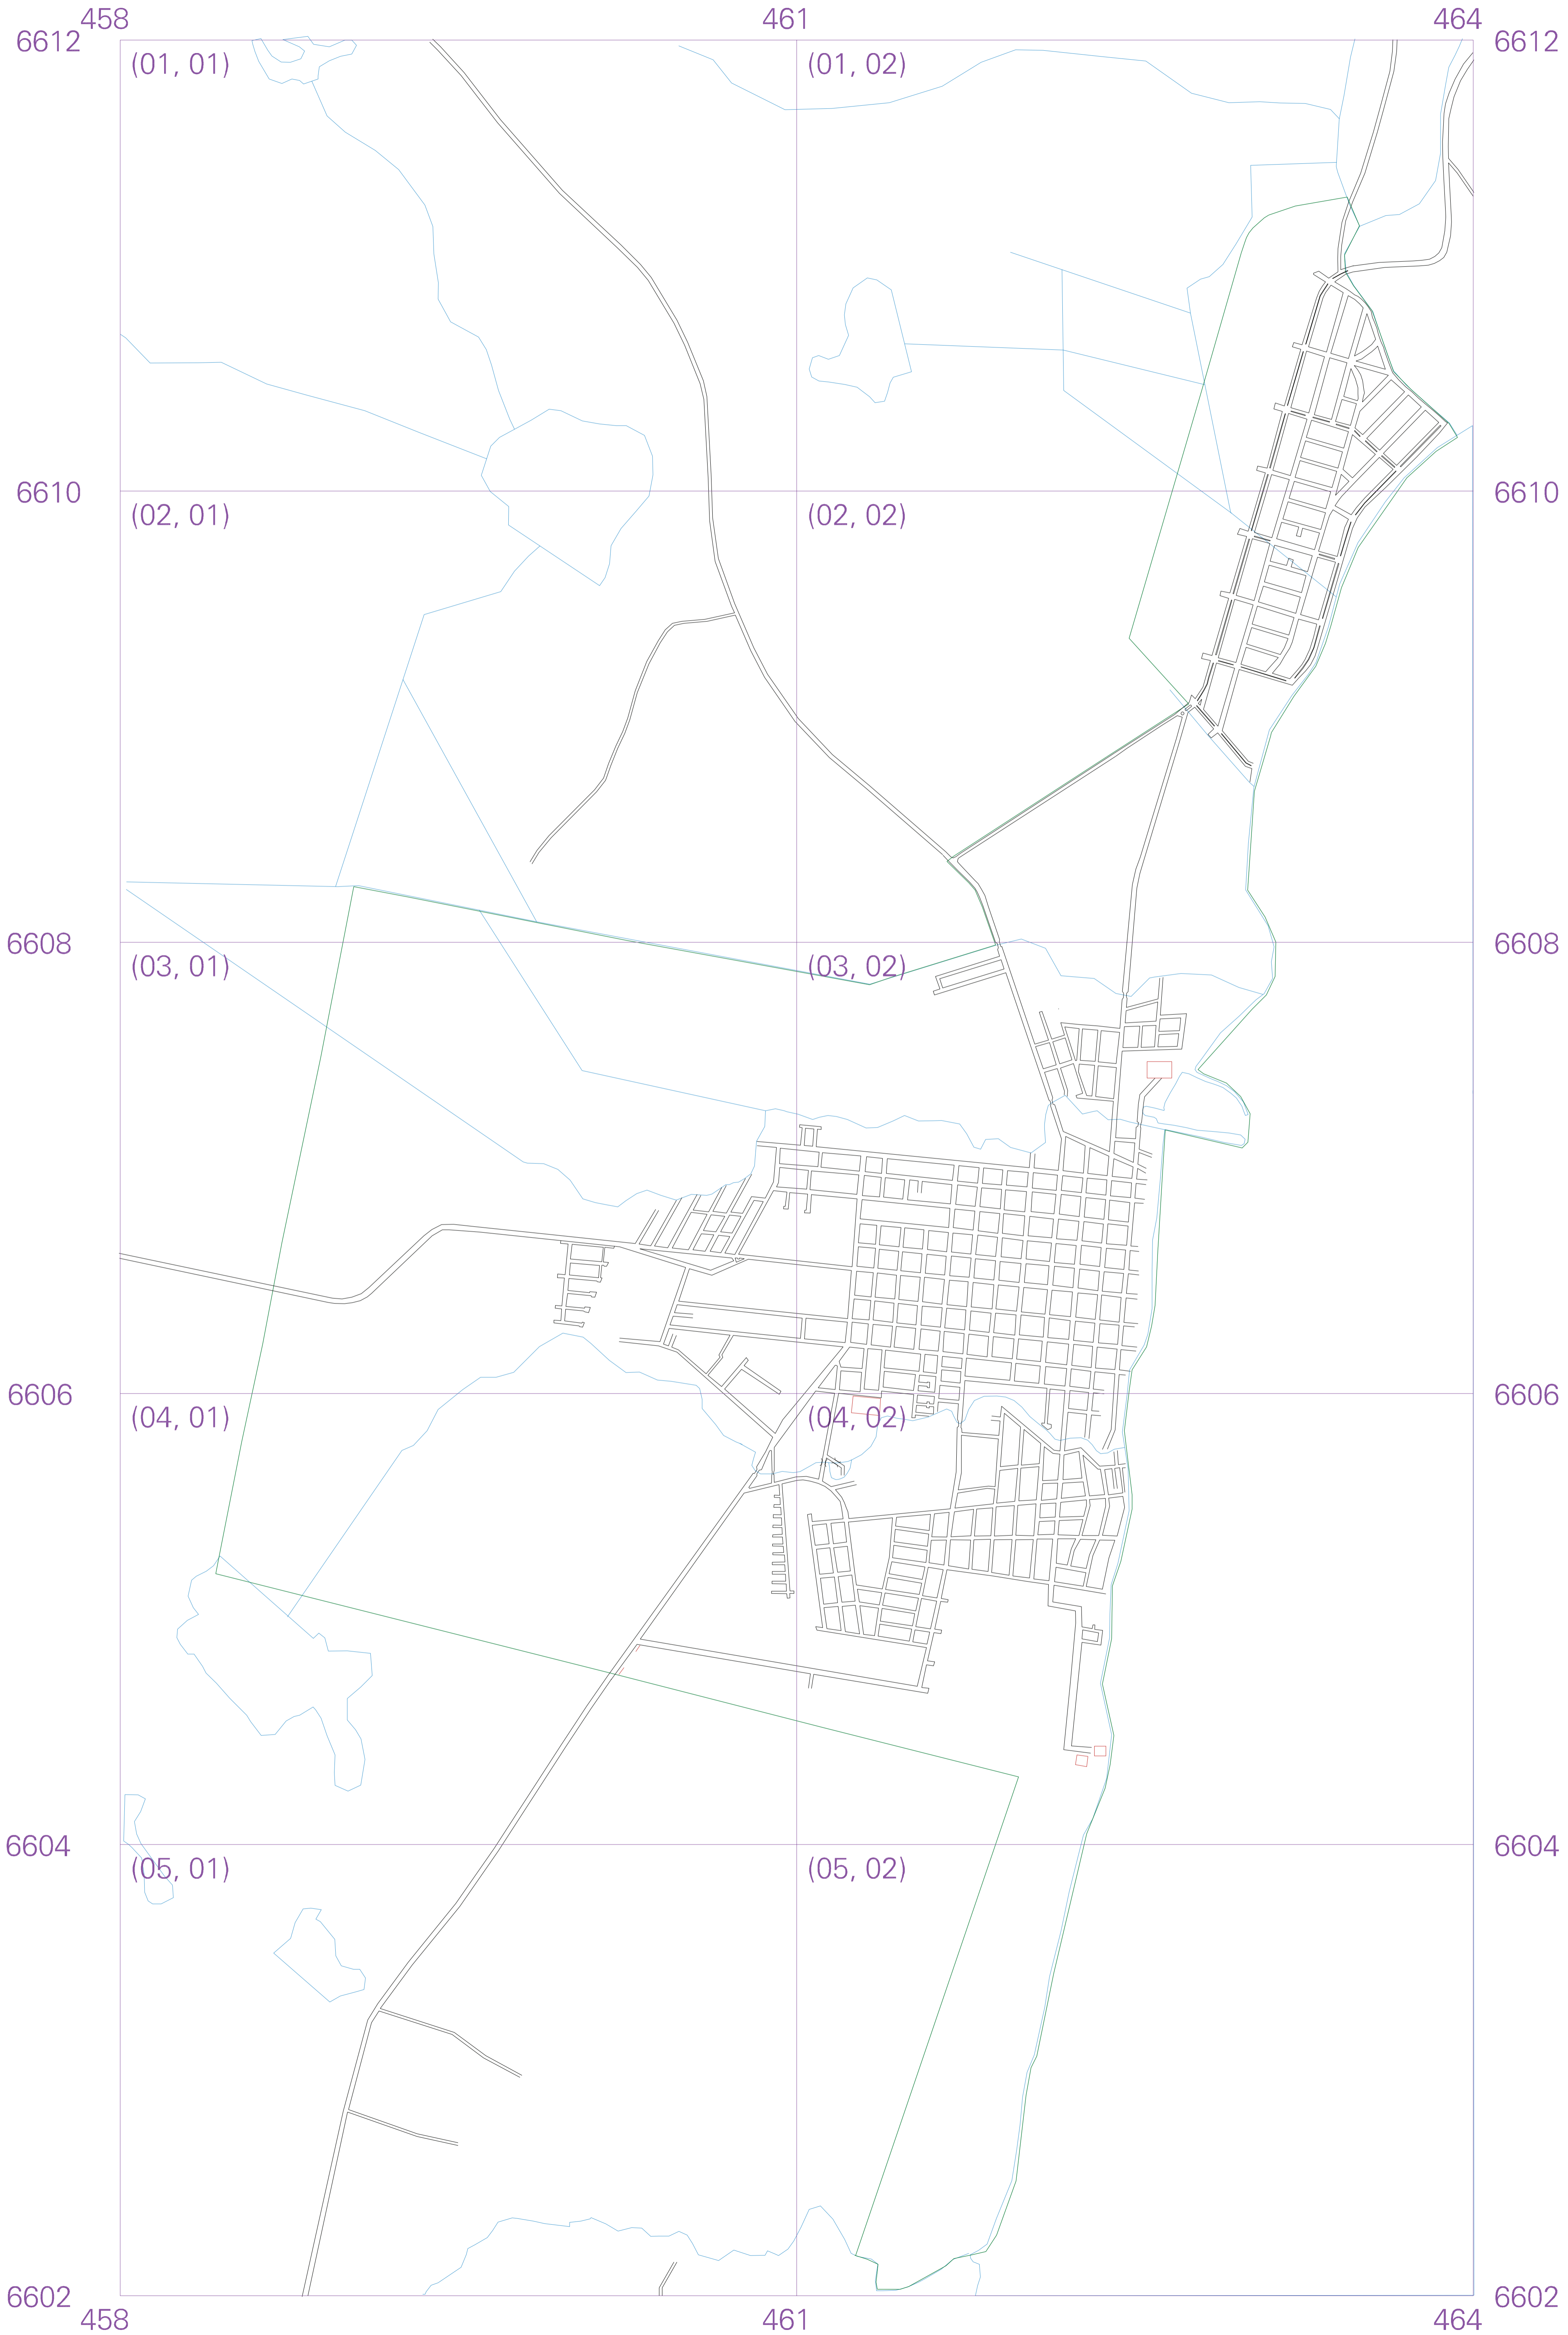 458 461 464
6612 6612
(01, 01) (01, 02)
6610 6610
(02, 01) (02, 02)
6608 6608
(03, 01) (03, 02)
6606 6606
(04, 01) (04, 02)
6604 6604
(05, 01) (05, 02)
6602 6602
458 461 464